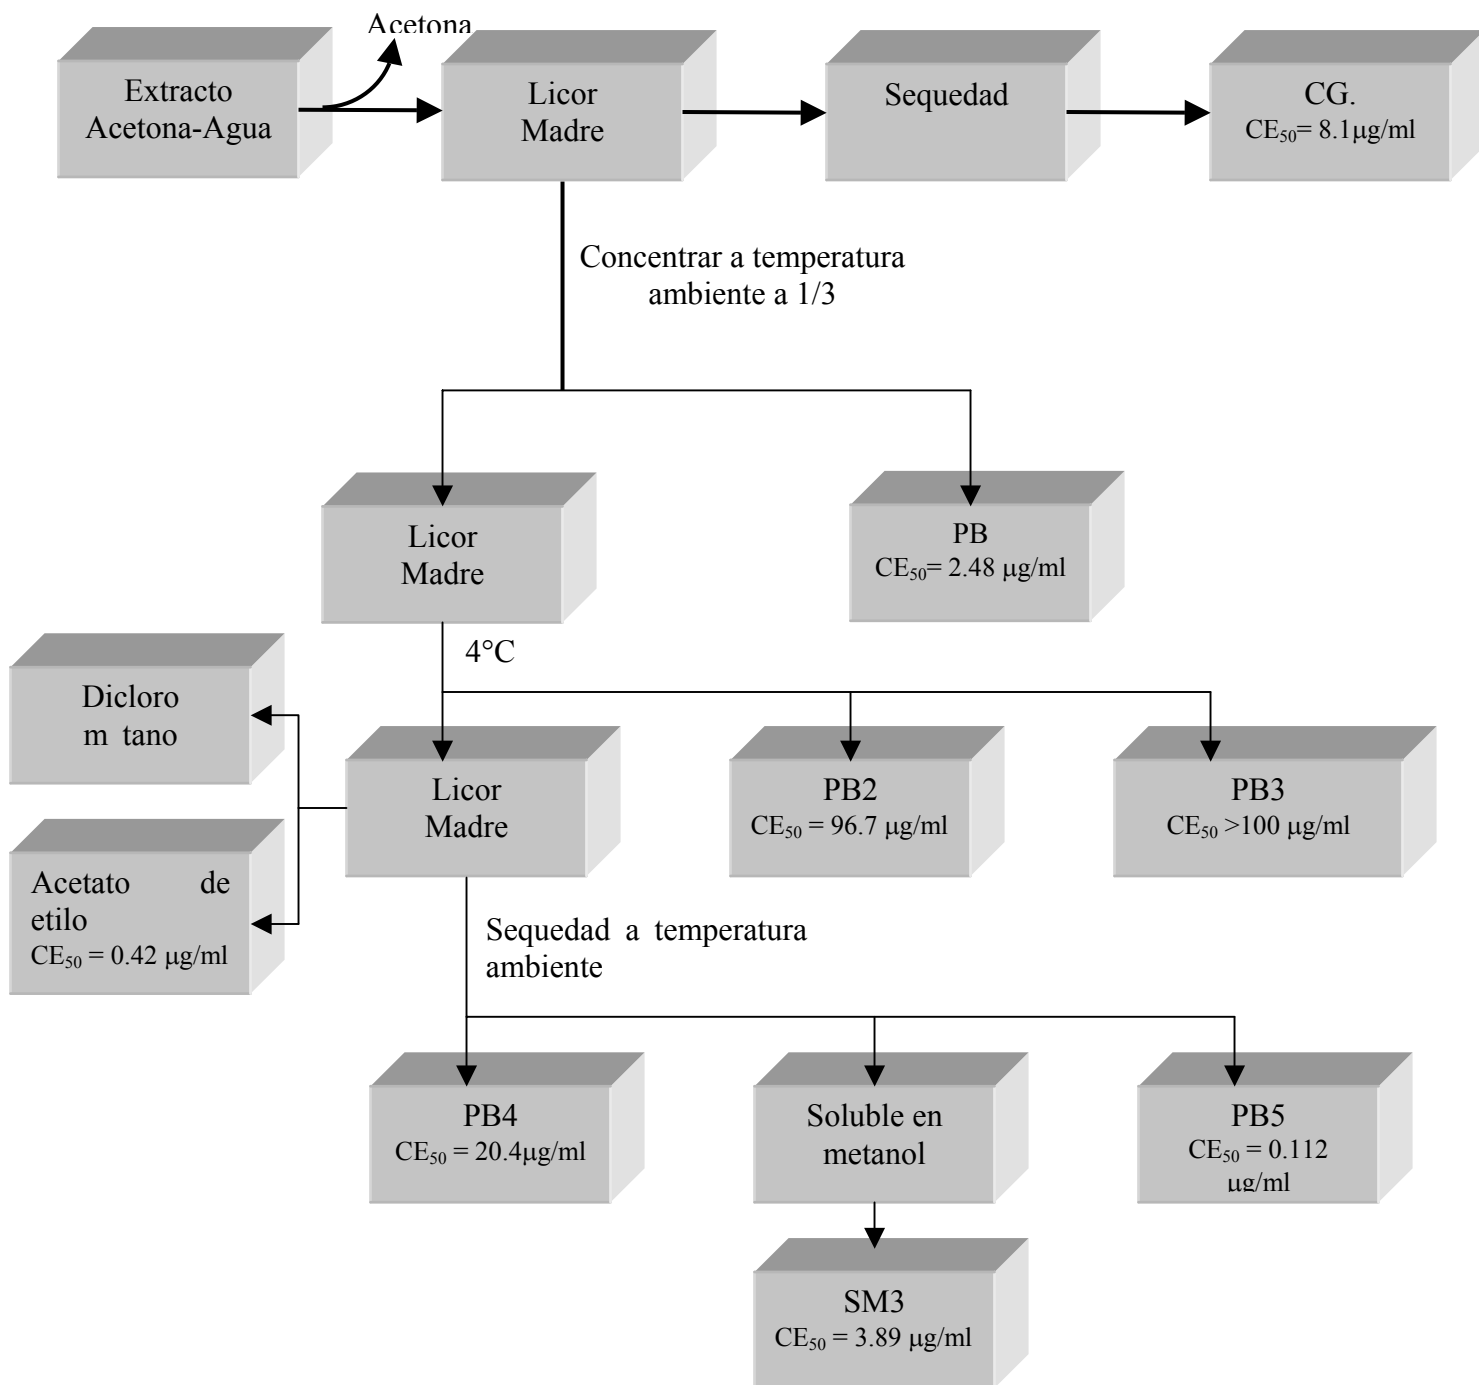 Acetona
Extracto
Acetona-Agua
Licor
Madre
Sequedad
CG.
CE₅₀= 8.1μg/ml
Concentrar a temperatura
ambiente a 1/3
Licor
Madre
PB
CE₅₀= 2.48 μg/ml
4°C
Dicloro
m tano
Licor
Madre
PB2
CE₅₀ = 96.7 μg/ml
PB3
CE₅₀ >100 μg/ml
Acetato de
etilo
CE₅₀ = 0.42 μg/ml
Sequedad a temperatura
ambiente
PB4
CE₅₀ = 20.4μg/ml
Soluble en
metanol
PB5
CE₅₀ = 0.112
μg/ml
SM3
CE₅₀ = 3.89 μg/ml